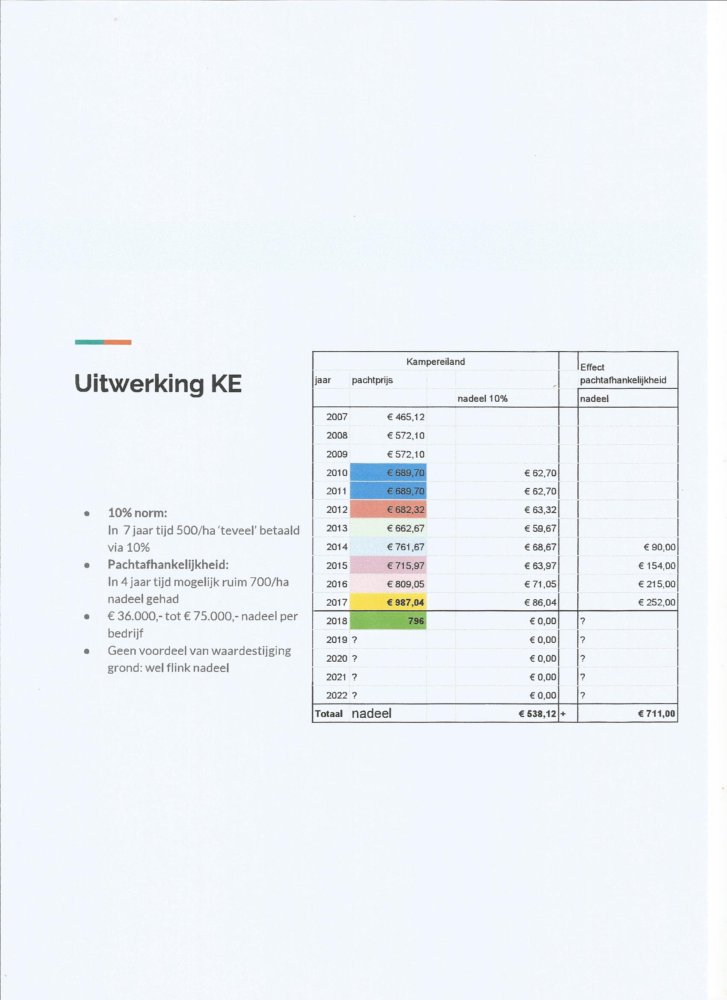 Uitwerking KE
• 10% norm:
In 7 jaar tijd 500/ha ‘teveel’ betaald
via 10%
• Pachtafhankelijkheid:
In 4 jaar tijd mogelijk ruim 700/ha
nadeel gehad
• € 36.000,- tot € 75.000,- nadeel per
bedrijf
• Geen voordeel van waardestijging
grond: wel flink nadeel
Kampereiland
Effect
jaar pachtprijs pachtafhankelijkheid
nadeel 10% nadeel
2007 € 465,12
2008 € 572,10
2009 € 572,10
2010 € 689,70 € 62,70
2011 € 689,70 € 62,70
2012 € 682,32 € 63,32
2013 € 662,67 € 59,67
2014 € 761,67 € 68,67 € 90,00
2015 € 715,97 € 63,97 € 154,00
2016 € 809,05 € 71,05 € 215,00
2017 € 987,04 € 86,04 € 252,00
2018 796 € 0,00 ?
2019 ? € 0,00 ?
2020 ? € 0,00 ?
2021 ? € 0,00 ?
2022 ? € 0,00 ?
Totaal nadeel € 538,12 + € 711,00